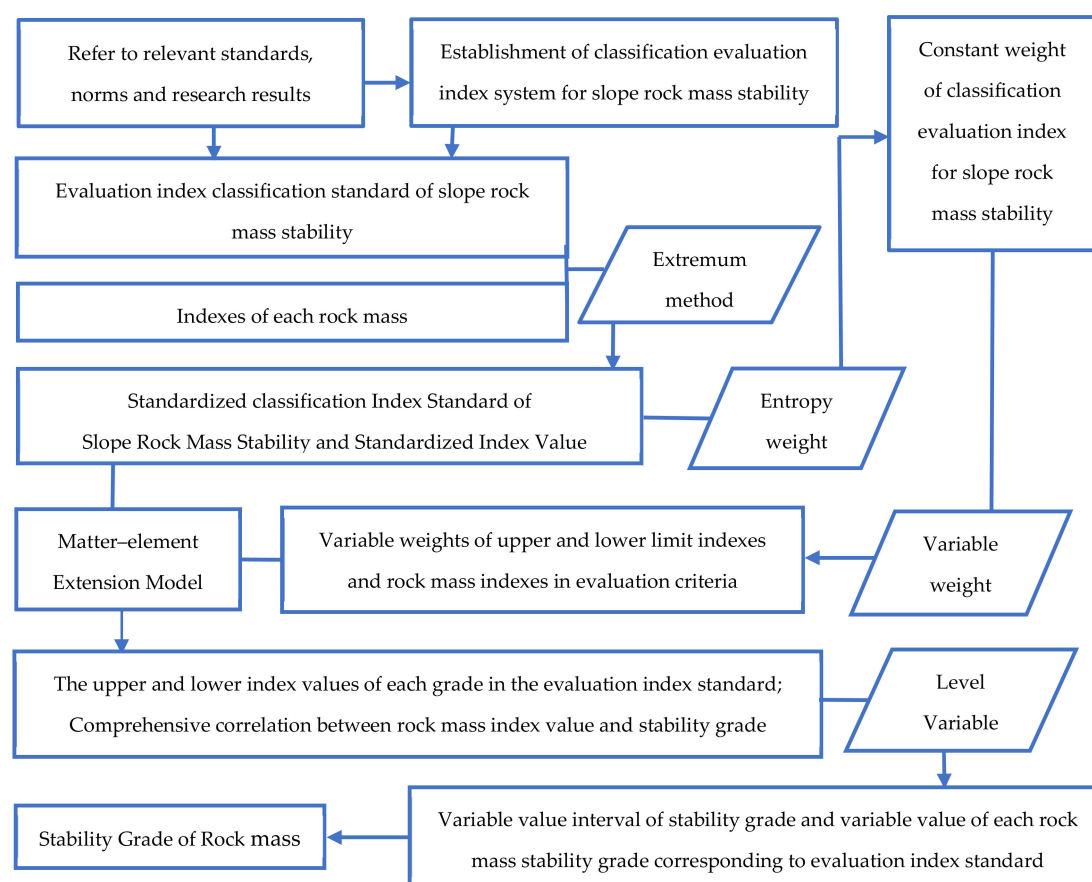 Refer to relevant standards,
norms and research results
Establishment of classification evaluation
index system for slope rock mass stability
Constant weight
of classification
evaluation index
for slope rock
mass stability
Evaluation index classification standard of slope rock
mass stability
Extremum
method
Indexes of each rock mass
Standardized classification Index Standard of
Slope Rock Mass Stability and Standardized Index Value
Entropy
weight
Matter–element
Extension Model
Variable weights of upper and lower limit indexes
and rock mass indexes in evaluation criteria
Variable
weight
The upper and lower index values of each grade in the evaluation index standard;
Comprehensive correlation between rock mass index value and stability grade
Level
Variable
Stability Grade of Rock mass
Variable value interval of stability grade and variable value of each rock
mass stability grade corresponding to evaluation index standard